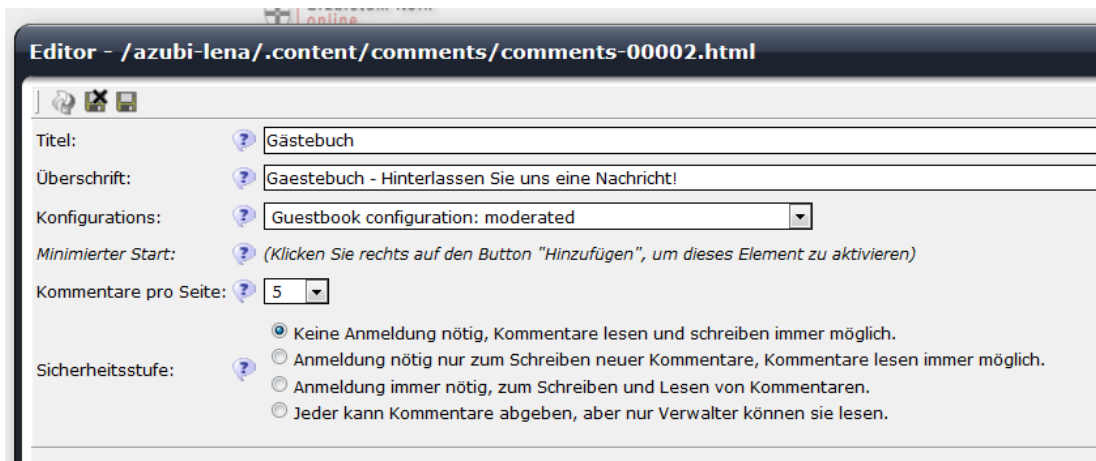 online
Editor - /azubi-lena/.content/comments/comments-00002.html
Titel: Gästebuch
Überschrift: Gaestebuch - Hinterlassen Sie uns eine Nachricht!
Konfigurations: Guestbook configuration: moderated
Minimierter Start: (Klicken Sie rechts auf den Button "Hinzufügen", um dieses Element zu aktivieren)
Kommentare pro Seite: 5
Keine Anmeldung nötig, Kommentare lesen und schreiben immer möglich.
Anmeldung nötig nur zum Schreiben neuer Kommentare, Kommentare lesen immer möglich.
Sicherheitsstufe:
Anmeldung immer nötig, zum Schreiben und Lesen von Kommentaren.
Jeder kann Kommentare abgeben, aber nur Verwalter können sie lesen.